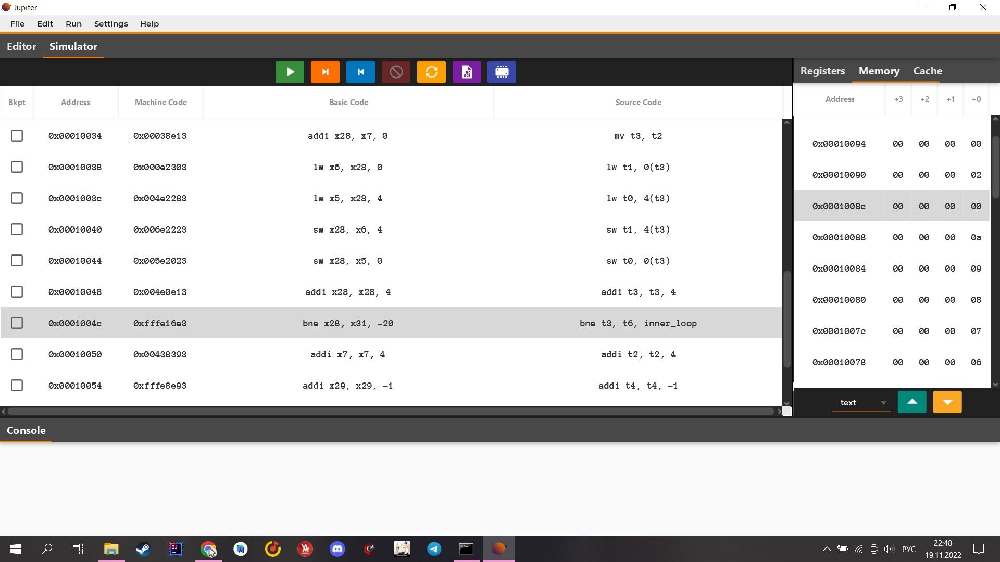 Jupiter
File Edit Run Settings Help
Editor Simulator
Registers Memory Cache
Bkpt Address Machine Code Basic Code Source Code
0x00010034 0x00038e13 addi x28, x7, 0 mv t3, t2
0x00010038 0x000e2303 lw x6, x28, 0 lw t1, 0(t3)
0x0001003c 0x004e2283 lw x5, x28, 4 lw t0, 4(t3)
0x00010040 0x006e2223 sw x28, x6, 4 sw t1, 4(t3)
0x00010044 0x005e2023 sw x28, x5, 0 sw t0, 0(t3)
0x00010048 0x004e0e13 addi x28, x28, 4 addi t3, t3, 4
0x0001004c 0xfffe16e3 bne x28, x31, -20 bne t3, t6, inner_loop
0x00010050 0x00438393 addi x7, x7, 4 addi t2, t2, 4
0x00010054 0xfffe8e93 addi x29, x29, -1 addi t4, t4, -1
Address +3 +2 +1 +0
0x00010094 00 00 00 00
0x00010090 00 00 00 02
0x0001008c 00 00 00 00
0x00010088 00 00 00 0a
0x00010084 00 00 00 09
0x00010080 00 00 00 08
0x0001007c 00 00 00 07
0x00010078 00 00 00 06
text
Console
РУС
22:48
19.11.2022